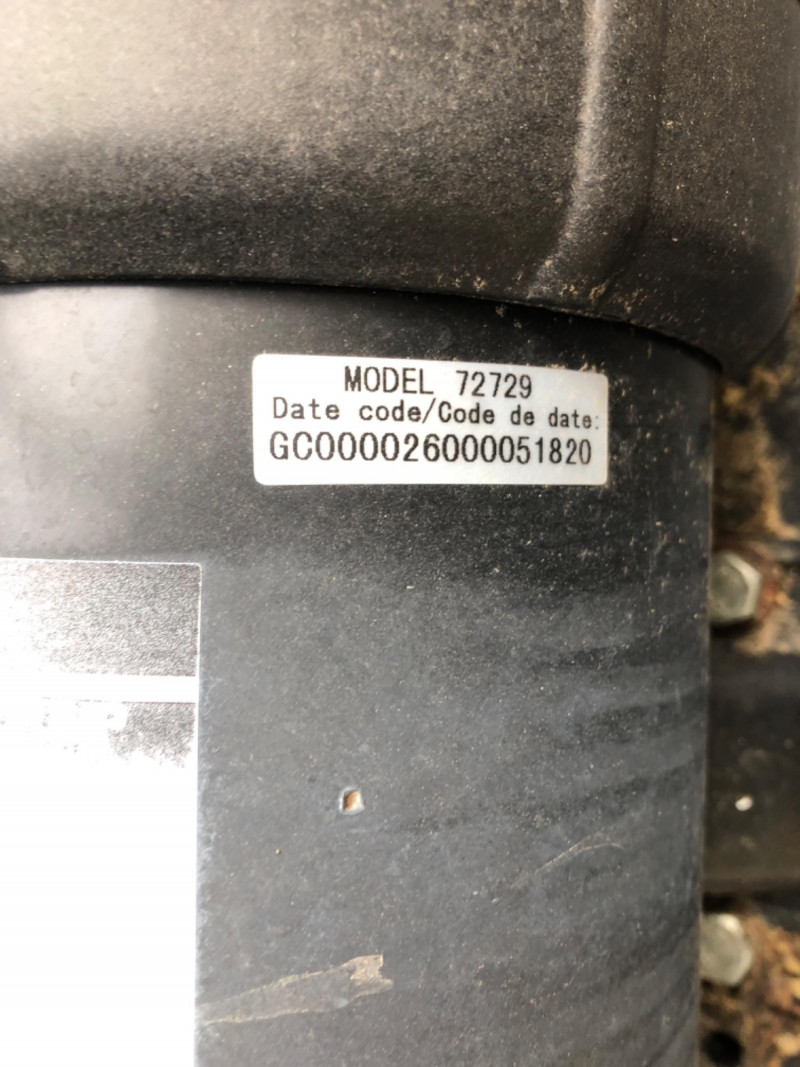 MODEL 72729
Date code/Code de date:
GC000026000051820